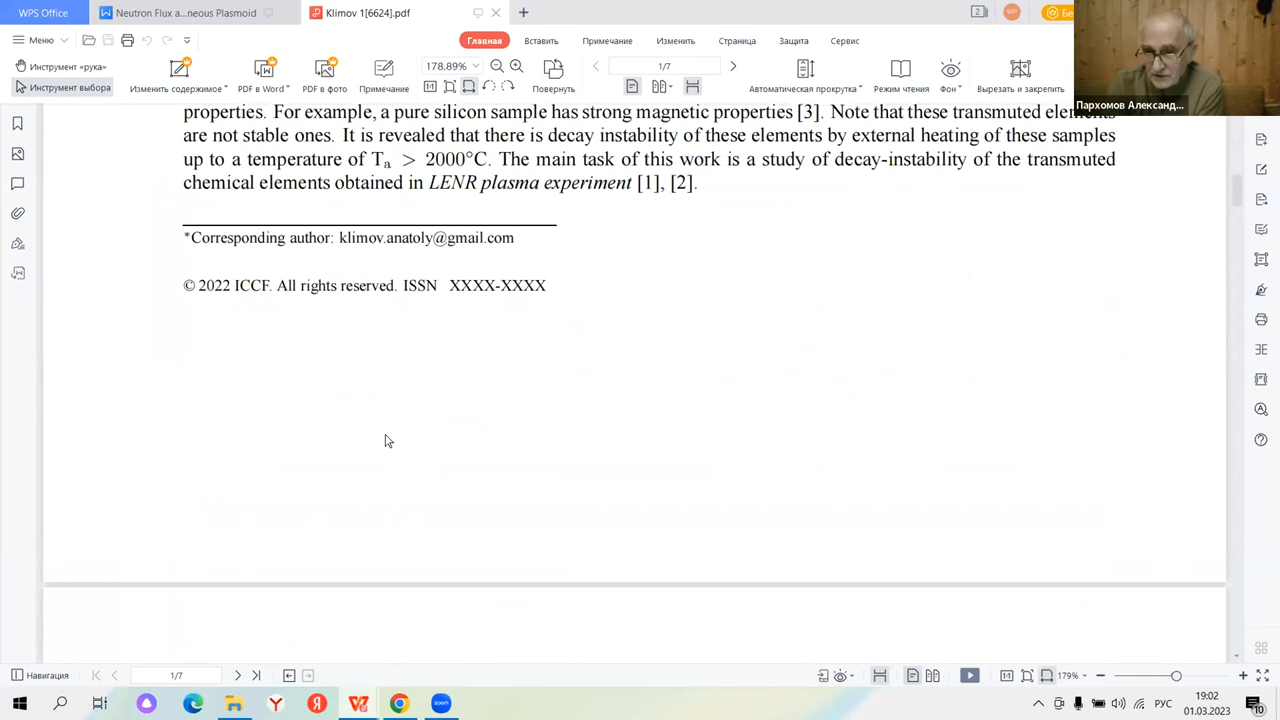 WPS Office
Neutron Flux a...neous Plasmoid
Klimov 1[6624].pdf
2
WP
Бе
Меню
Главная
Вставить
Примечание
Изменить
Страница
Защита
Сервис
Инструмент «рука»
Инструмент выбора
Изменить содержимое
PDF в Word
PDF в фото
Примечание
178.89%
Повернуть
1/7
Автоматическая прокрутка
Режим чтения
Фон
Вырезать и закрепить
Пархомов Александ...
properties. For example, a pure silicon sample has strong magnetic properties [3]. Note that these transmuted elements
are not stable ones. It is revealed that there is decay instability of these elements by external heating of these samples
up to a temperature of Ta > 2000°C. The main task of this work is a study of decay-instability of the transmuted
chemical elements obtained in LENR plasma experiment [1], [2].
*Corresponding author: klimov.anatoly@gmail.com
© 2022 ICCF. All rights reserved. ISSN XXXX-XXXX
Навигация
1/7
179%
zoom
РУС
19:02
01.03.2023
10